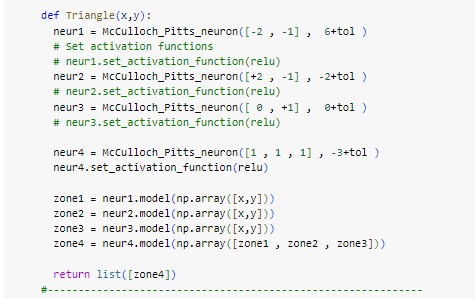 def Triangle(x,y):
  neur1 = McCulloch_Pitts_neuron([-2 , -1] ,  6+tol )
  # Set activation functions
  # neur1.set_activation_function(relu)
  neur2 = McCulloch_Pitts_neuron([+2 , -1] , -2+tol )
  # neur2.set_activation_function(relu)
  neur3 = McCulloch_Pitts_neuron([ 0 , +1] ,  0+tol )
  # neur3.set_activation_function(relu)

  neur4 = McCulloch_Pitts_neuron([1 , 1 , 1] , -3+tol )
  neur4.set_activation_function(relu)

  zone1 = neur1.model(np.array([x,y]))
  zone2 = neur2.model(np.array([x,y]))
  zone3 = neur3.model(np.array([x,y]))
  zone4 = neur4.model(np.array([zone1 , zone2 , zone3]))

  return list([zone4])
#-----------------------------------------------------